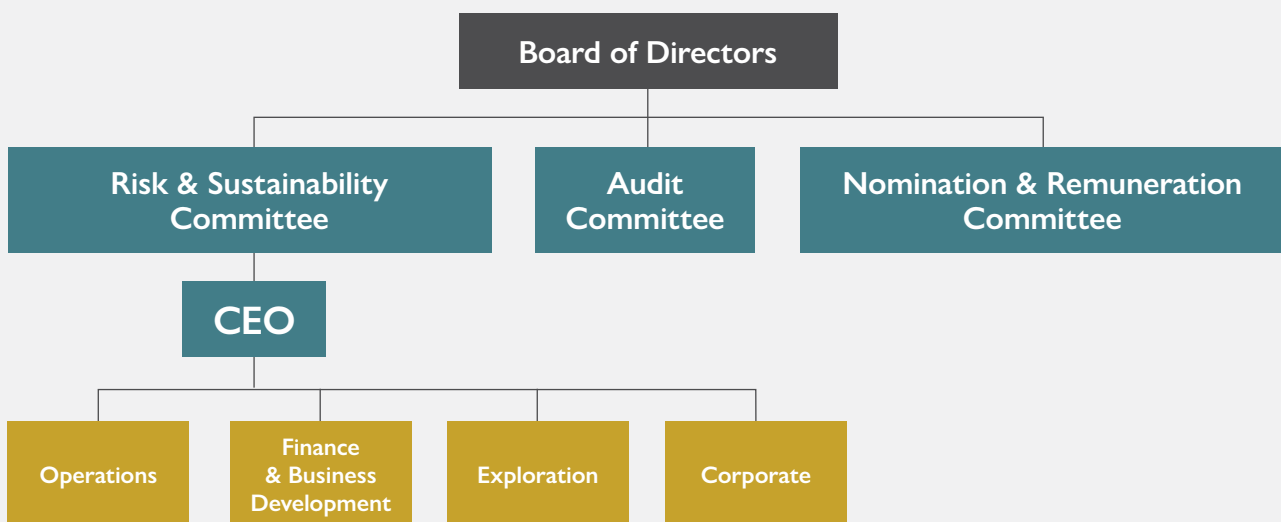 Board of Directors
Risk & Sustainability
Committee
Audit
Committee
Nomination & Remuneration
Committee
CEO
Operations
Finance
& Business
Development
Exploration
Corporate